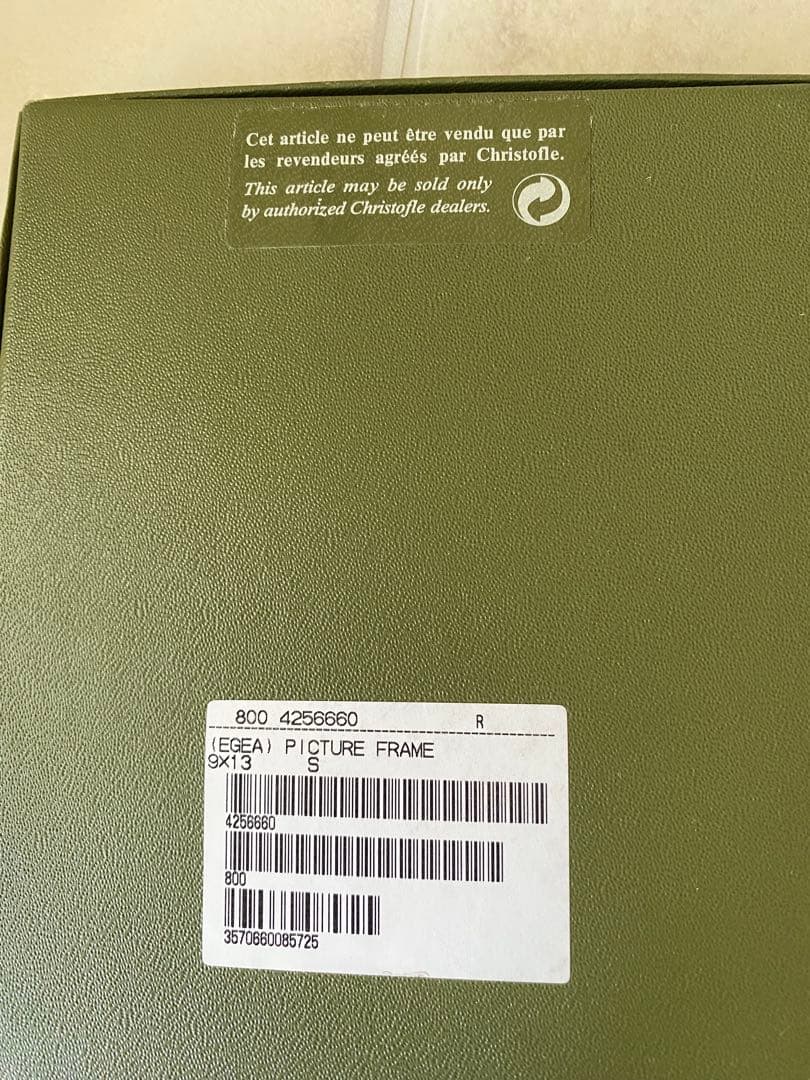 Cet article ne peut être vendu que par
les revendeurs agréés par Christofle.
This article may be sold only
by authorized Christofle dealers.
800 4256660 R
(EGEA) PICTURE FRAME
9X13 S
4256660
800
3570660085725